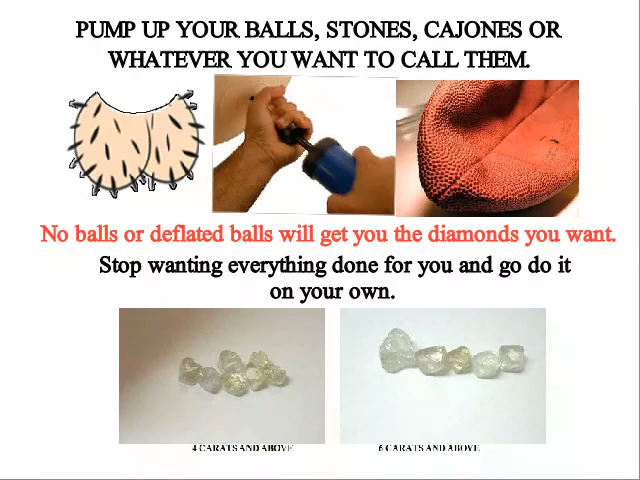 PUMP UP YOUR BALLS, STONES, CAJONES OR
WHATEVER YOU WANT TO CALL THEM.
No balls or deflated balls will get you the diamonds you want.
Stop wanting everything done for you and go do it
on your own.
4 CARATS AND ABOVE
6 CARATS AND ABOVE